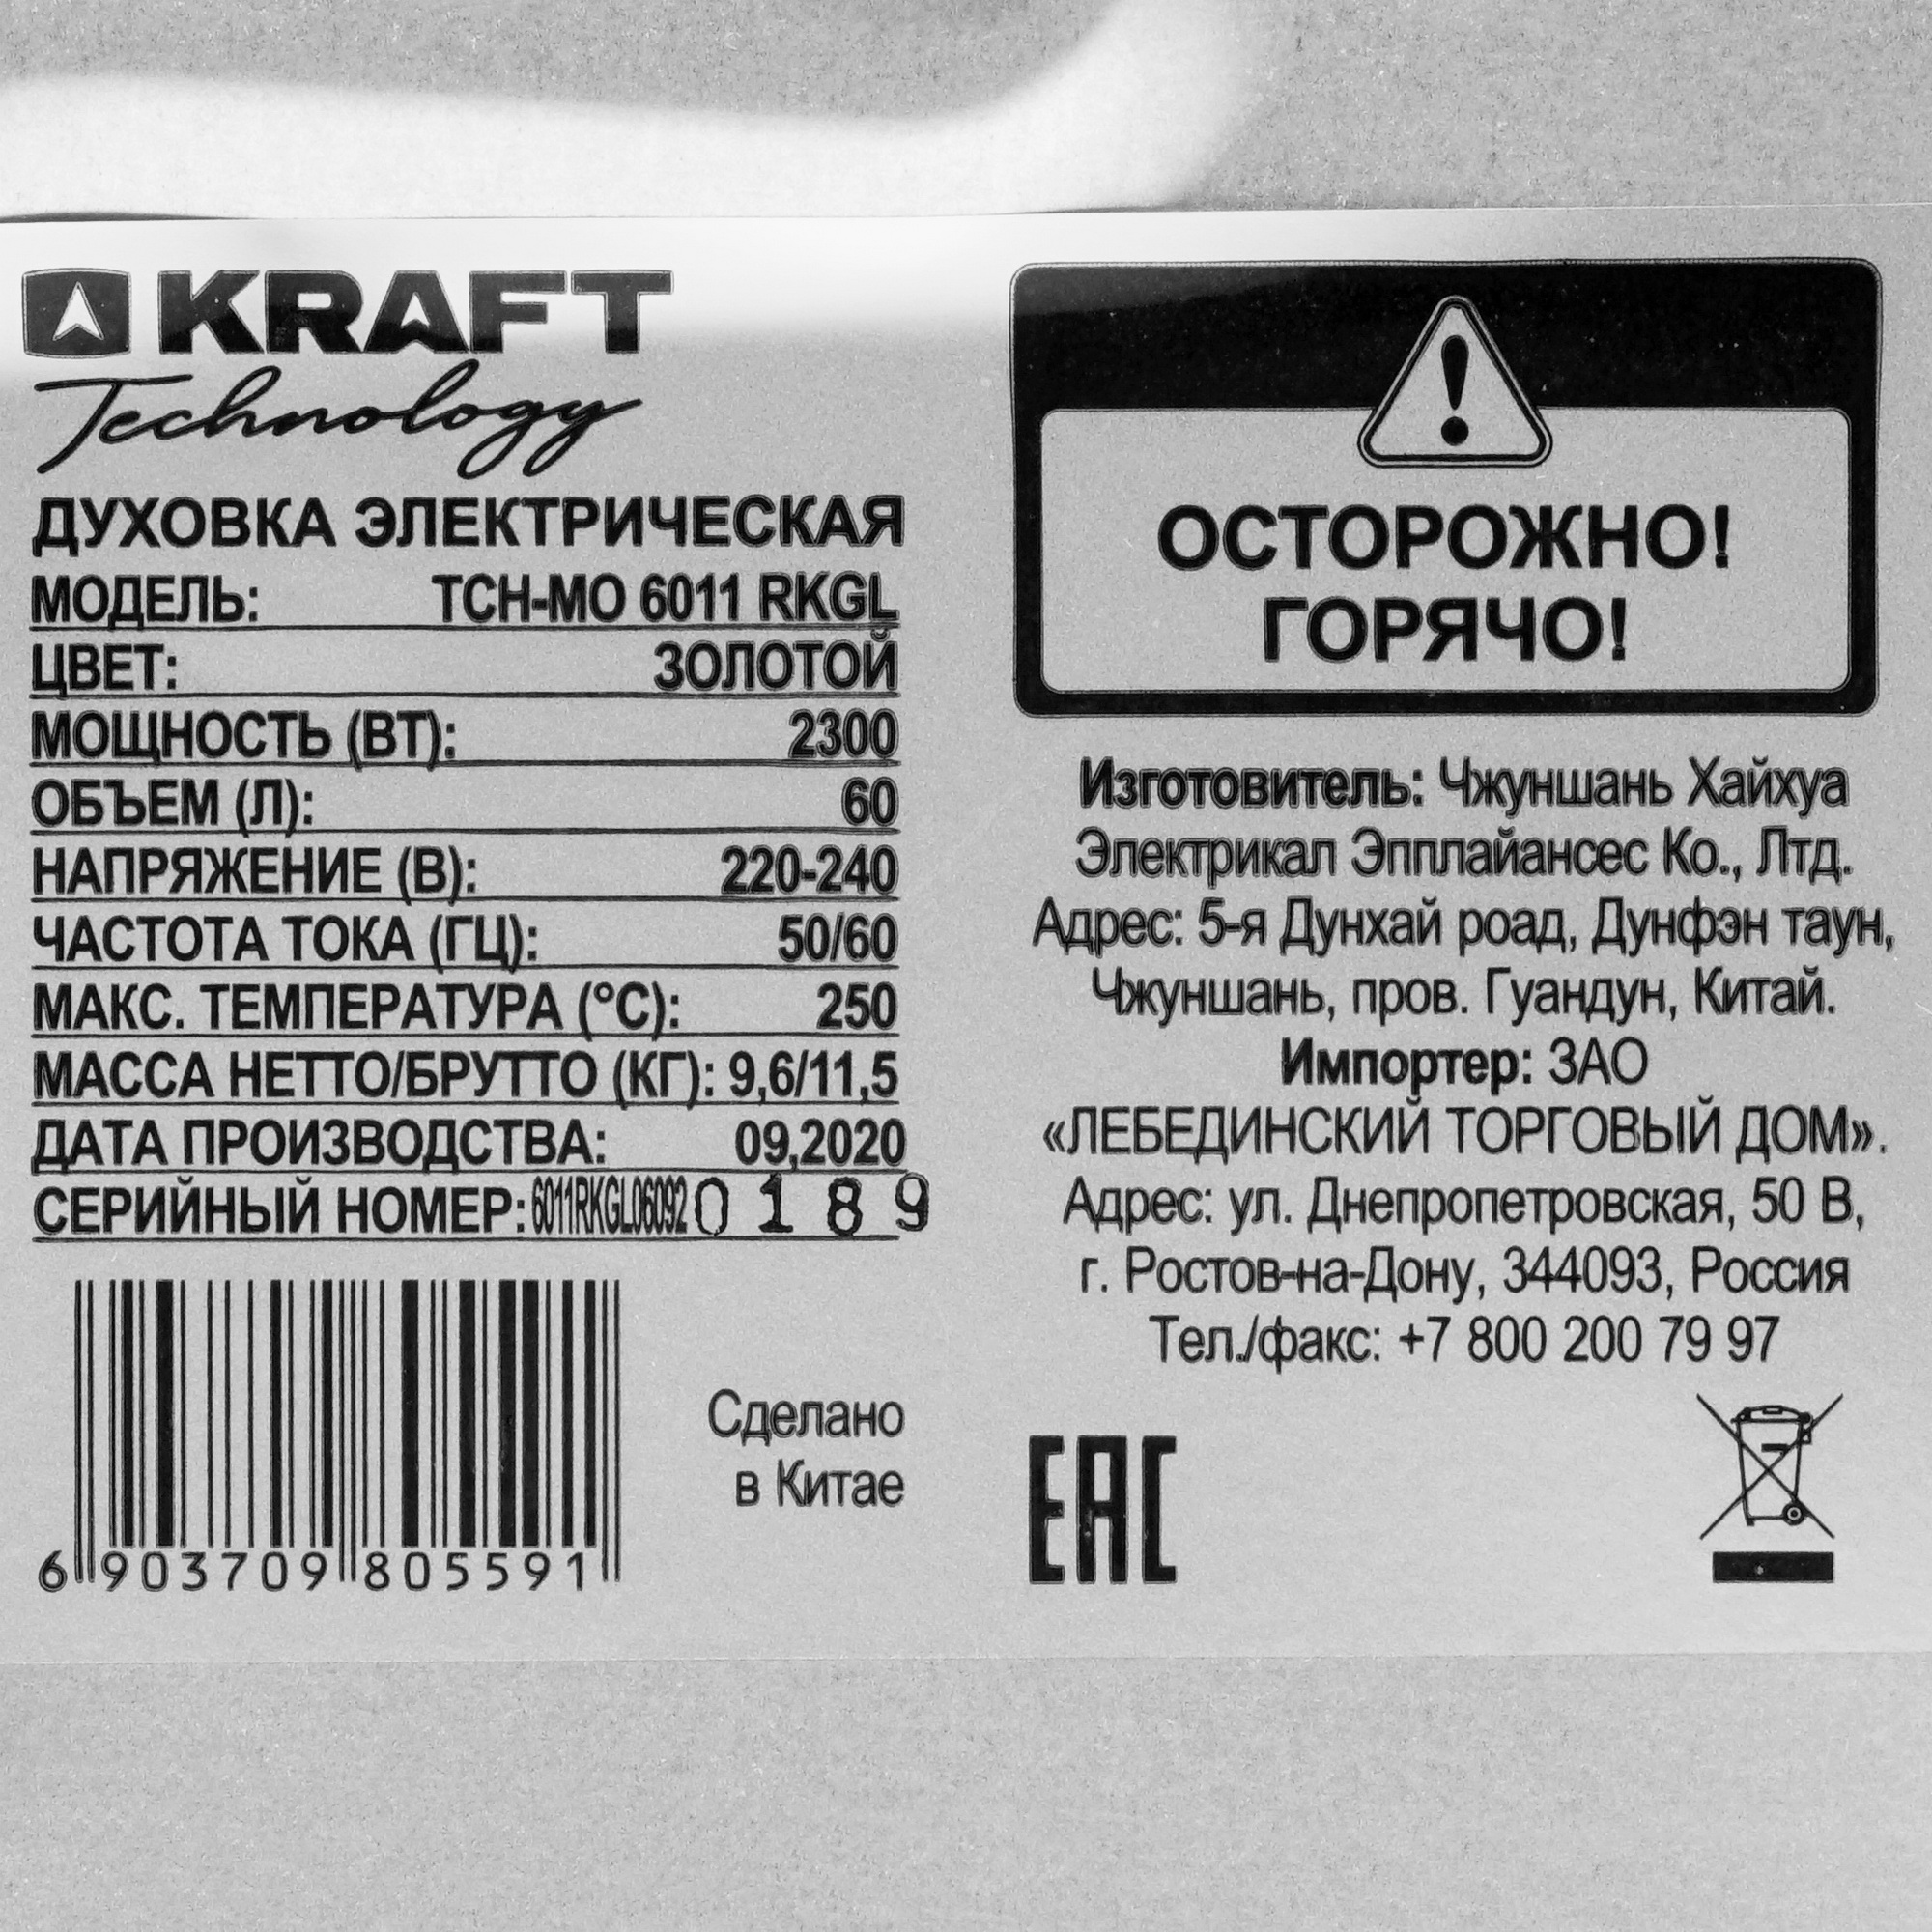 KRAFT
Technology
ДУХОВКА ЭЛЕКТРИЧЕСКАЯ
МОДЕЛЬ: TCH-MO 6011 RKGL
ЦВЕТ: ЗОЛОТОЙ
МОЩНОСТЬ (ВТ): 2300
ОБЪЕМ (Л): 60
НАПРЯЖЕНИЕ (В): 220-240
ЧАСТОТА ТОКА (ГЦ): 50/60
МАКС. ТЕМПЕРАТУРА (°С): 250
МАССА НЕТТО/БРУТТО (КГ): 9,6/11,5
ДАТА ПРОИЗВОДСТВА: 09,2020
СЕРИЙНЫЙ НОМЕР: 6011RKGL06092 0 1 8 9
6 903709 805591
Сделано
в Китае
ОСТОРОЖНО!
ГОРЯЧО!
Изготовитель: Чжуншань Хайхуа
Электрикал Эпплайансес Ко., Лтд.
Адрес: 5-я Дунхай роад, Дунфэн таун,
Чжуншань, пров. Гуандун, Китай.
Импортер: ЗАО
«ЛЕБЕДИНСКИЙ ТОРГОВЫЙ ДОМ».
Адрес: ул. Днепропетровская, 50 В,
г. Ростов-на-Дону, 344093, Россия
Тел./факс: +7 800 200 79 97
EAC